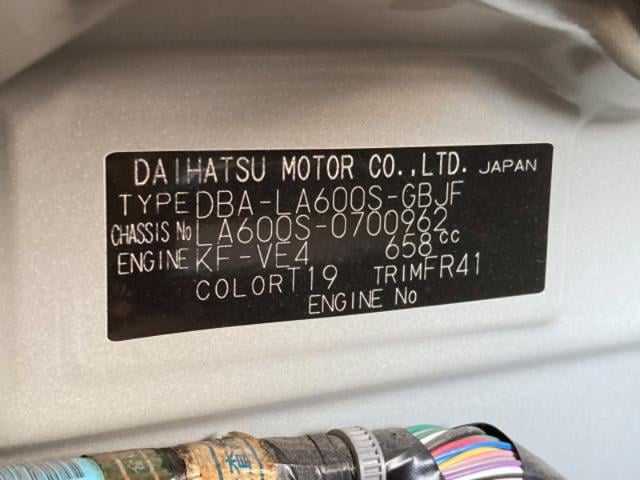 DAIHATSU MOTOR CO.,LTD. JAPAN
TYPE DBA-LA600S-GBJF
CHASSIS No LA600S-0700962
ENGINE KF-VE4 658cc
COLOR T19 TRIM FR41
ENGINE No